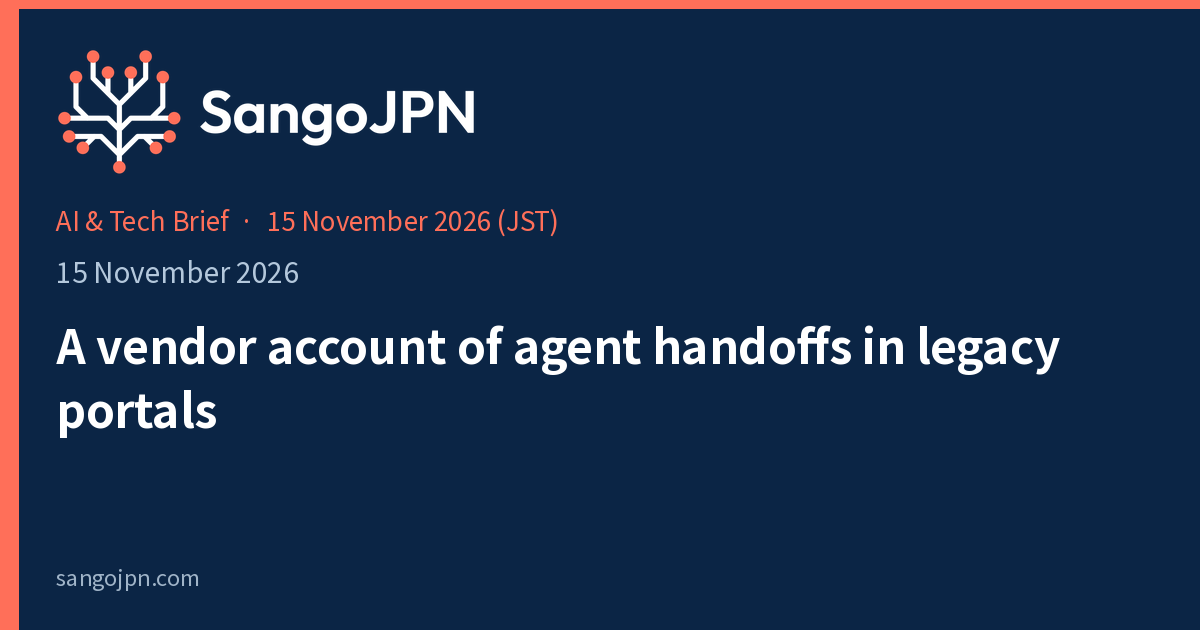 SangoJPN
AI & Tech Brief · 15 November 2026 (JST)
15 November 2026
A vendor account of agent handoffs in legacy
portals
sangojpn.com